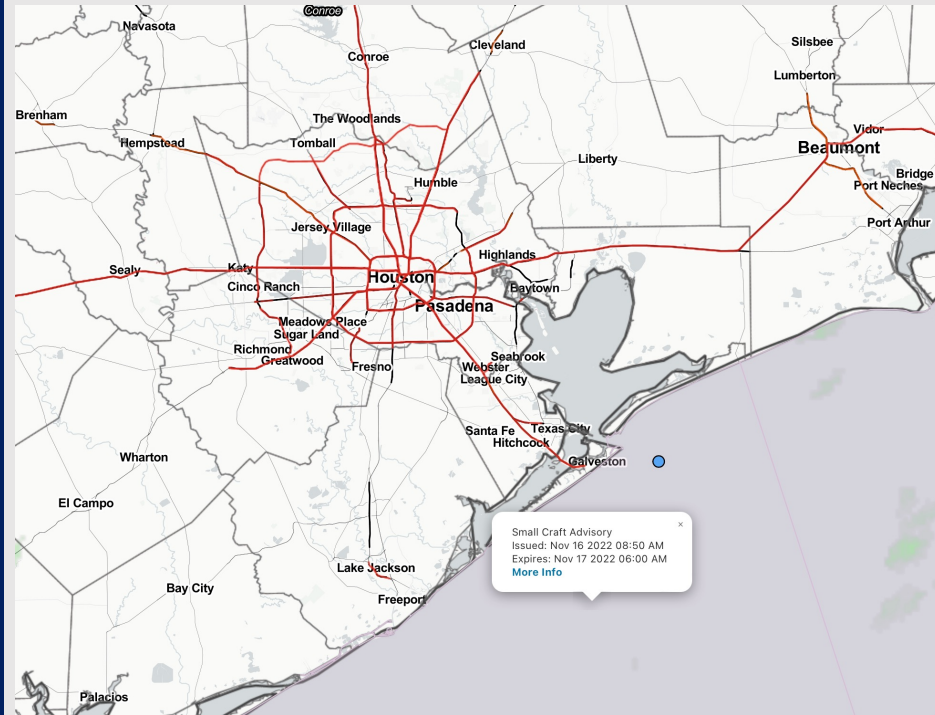 Conroe
Navasota
Silsbee
Cleveland
Conroe
Lumberton
Brenham
The Woodlands
Vidor
Hempstead
Tomball
Beaumont
Liberty
Bridge
Humble
Port Neches
Port Arthur
Jersey Village
Highlands
Sealy
Katy
Houston
Cinco Ranch
Baytown
Pasadena
Meadows Place
Sugar Land
Richmond
Seabrook
Greatwood
Fresno
Webster
League City
Santa Fe
Texas City
Hitchcock
Wharton
Galveston
El Campo
×
Small Craft Advisory
Issued: Nov 16 2022 08:50 AM
Expires: Nov 17 2022 06:00 AM
More Info
Lake Jackson
Bay City
Freeport
Palacios